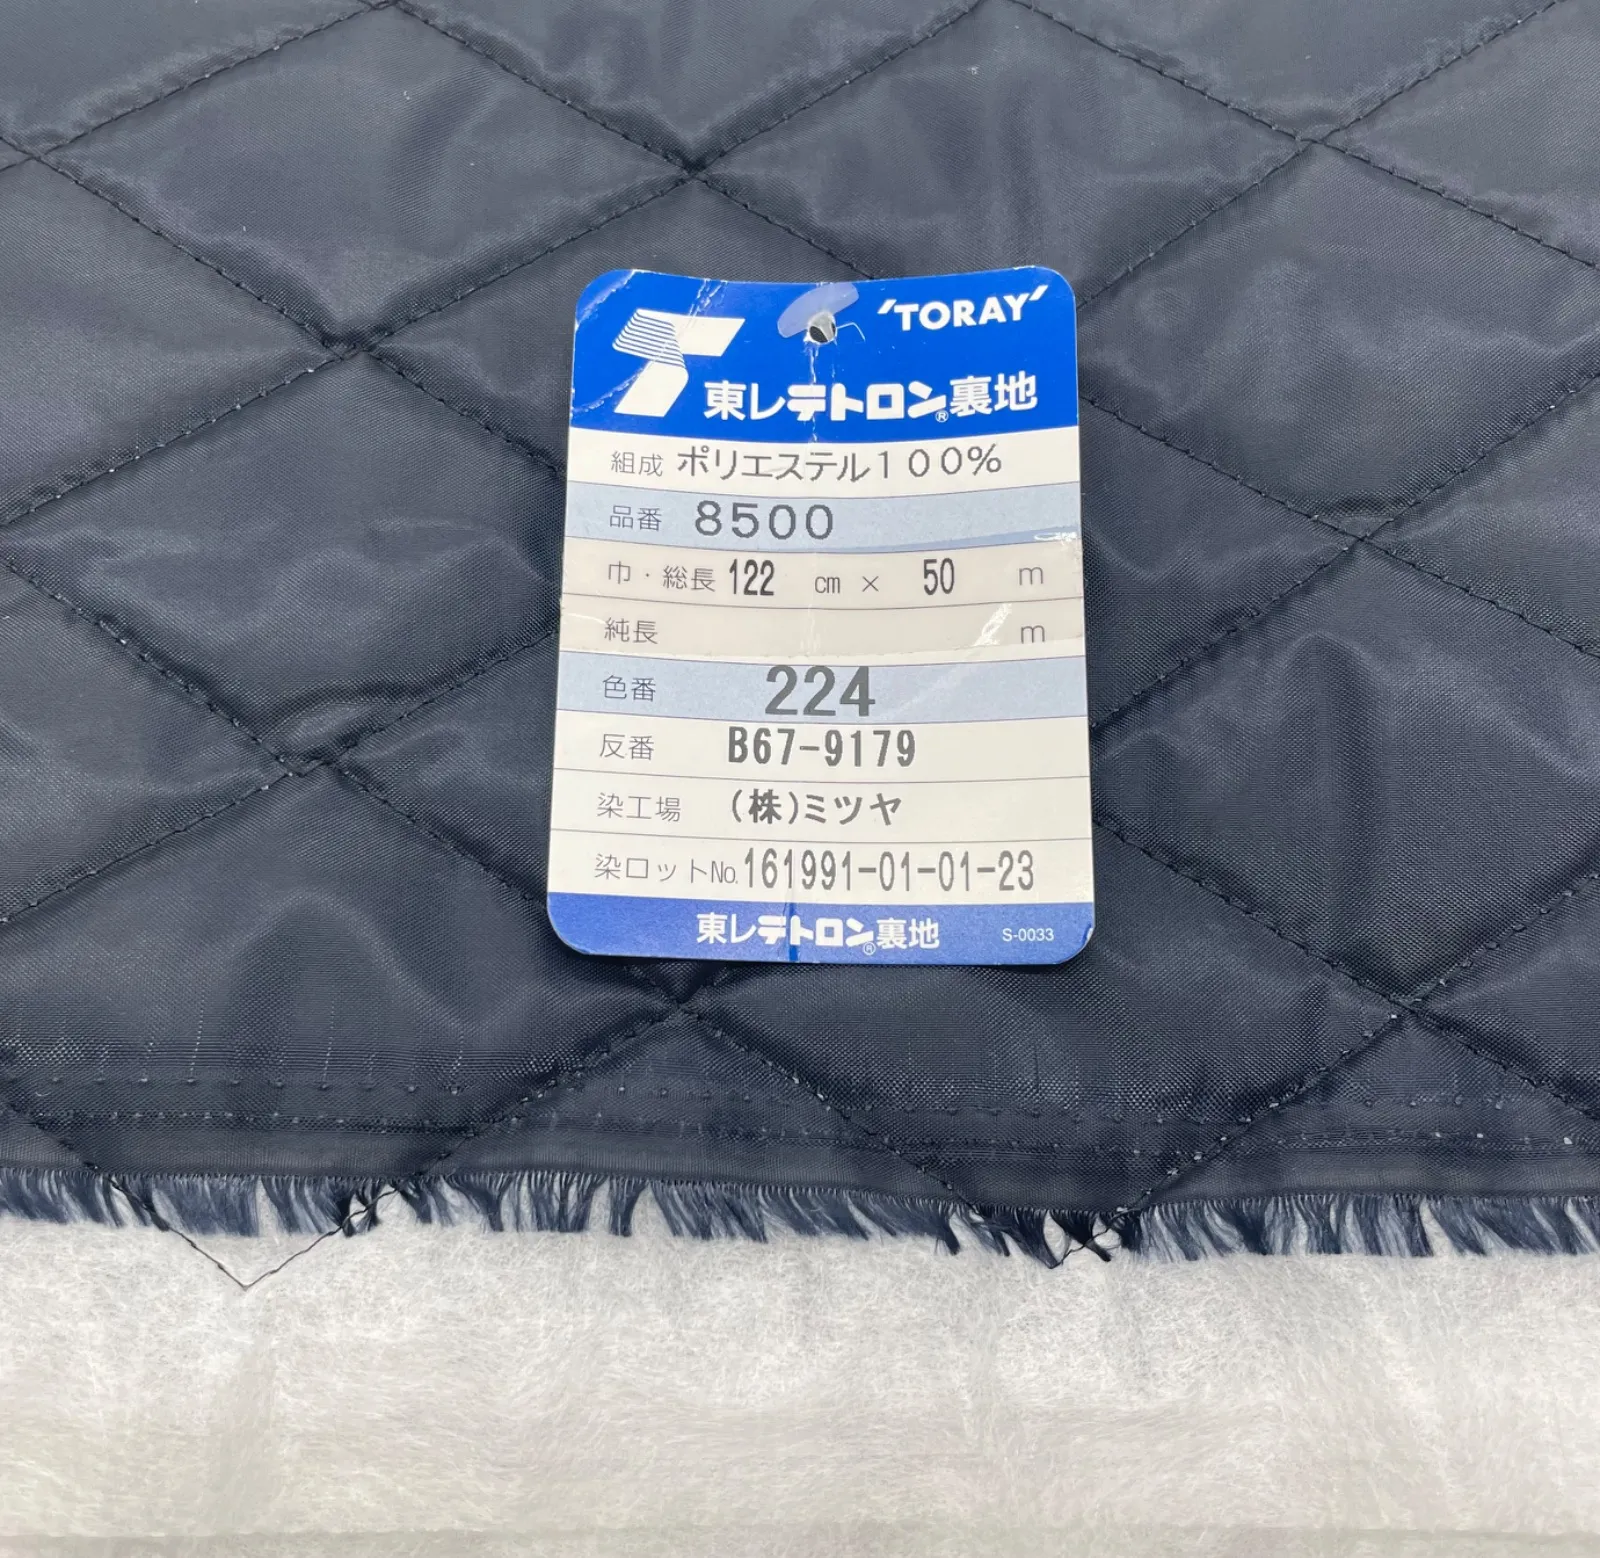 'TORAY'
東レテトロン®裏地
組成 ポリエステル100%
品番 8500
巾・総長 122 cm × 50 m
純長 m
色番 224
反番 B67-9179
染工場 (株)ミツヤ
染ロットNo. 161991-01-01-23
東レテトロン®裏地 S-0033